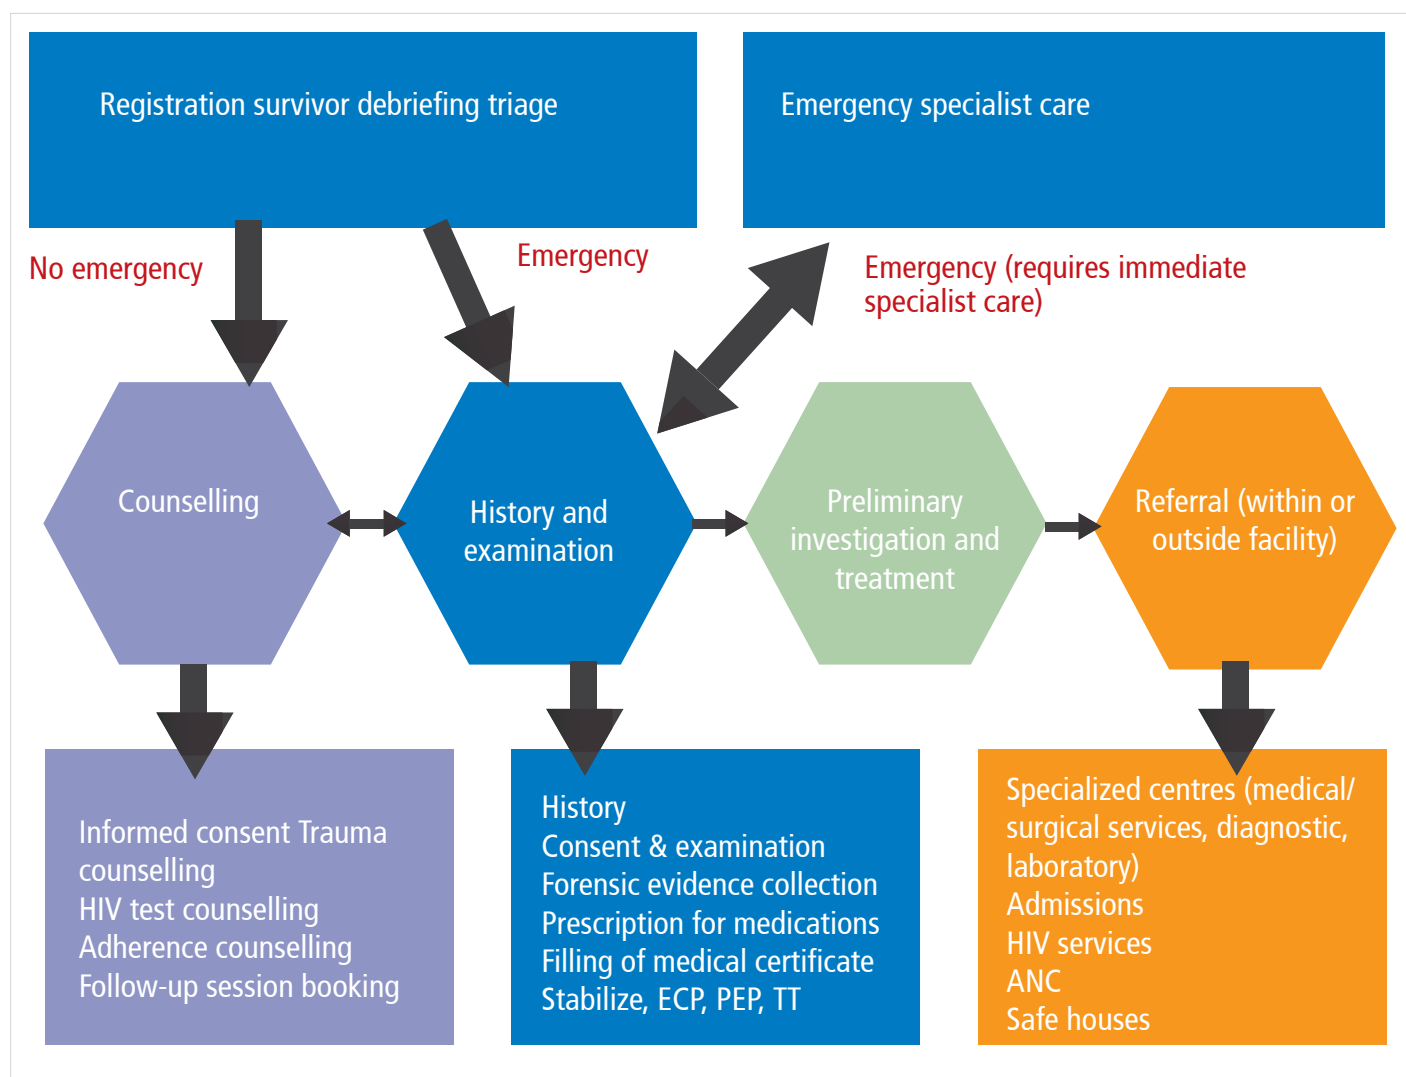 Registration survivor debriefing triage
Emergency specialist care
No emergency
Emergency
Emergency (requires immediate
specialist care)
Counselling
History and
examination
Preliminary
investigation and
treatment
Referral (within or
outside facility)
Informed consent Trauma
counselling
HIV test counselling
Adherence counselling
Follow-up session booking
History
Consent & examination
Forensic evidence collection
Prescription for medications
Filling of medical certificate
Stabilize, ECP, PEP, TT
Specialized centres (medical/
surgical services, diagnostic,
laboratory)
Admissions
HIV services
ANC
Safe houses